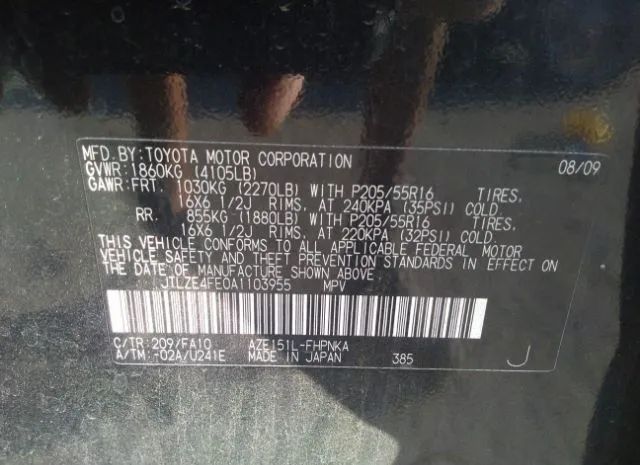 MFD.BY:TOYOTA MOTOR CORPORATION 08/09
GVWR:1860KG (4105LB)
GAWR:FRT. 1030KG (2270LB) WITH P205/55R16 TIRES,
16X6 1/2J RIMS, AT 240KPA (35PSI) COLD
RR. 855KG (1880LB) WITH P205/55R16 TIRES,
16X6 1/2J RIMS, AT 220KPA (32PSI) COLD
THIS VEHICLE CONFORMS TO ALL APPLICABLE FEDERAL MOTOR
VEHICLE SAFETY AND THEFT PREVENTION STANDARDS IN EFFECT ON
THE DATE OF MANUFACTURE SHOWN ABOVE.
JTLZE4FE0A1103955 MPV
C/TR:209/FA10 AZE151L-FHPNKA
A/TM:-02A/U241E MADE IN JAPAN 385 J